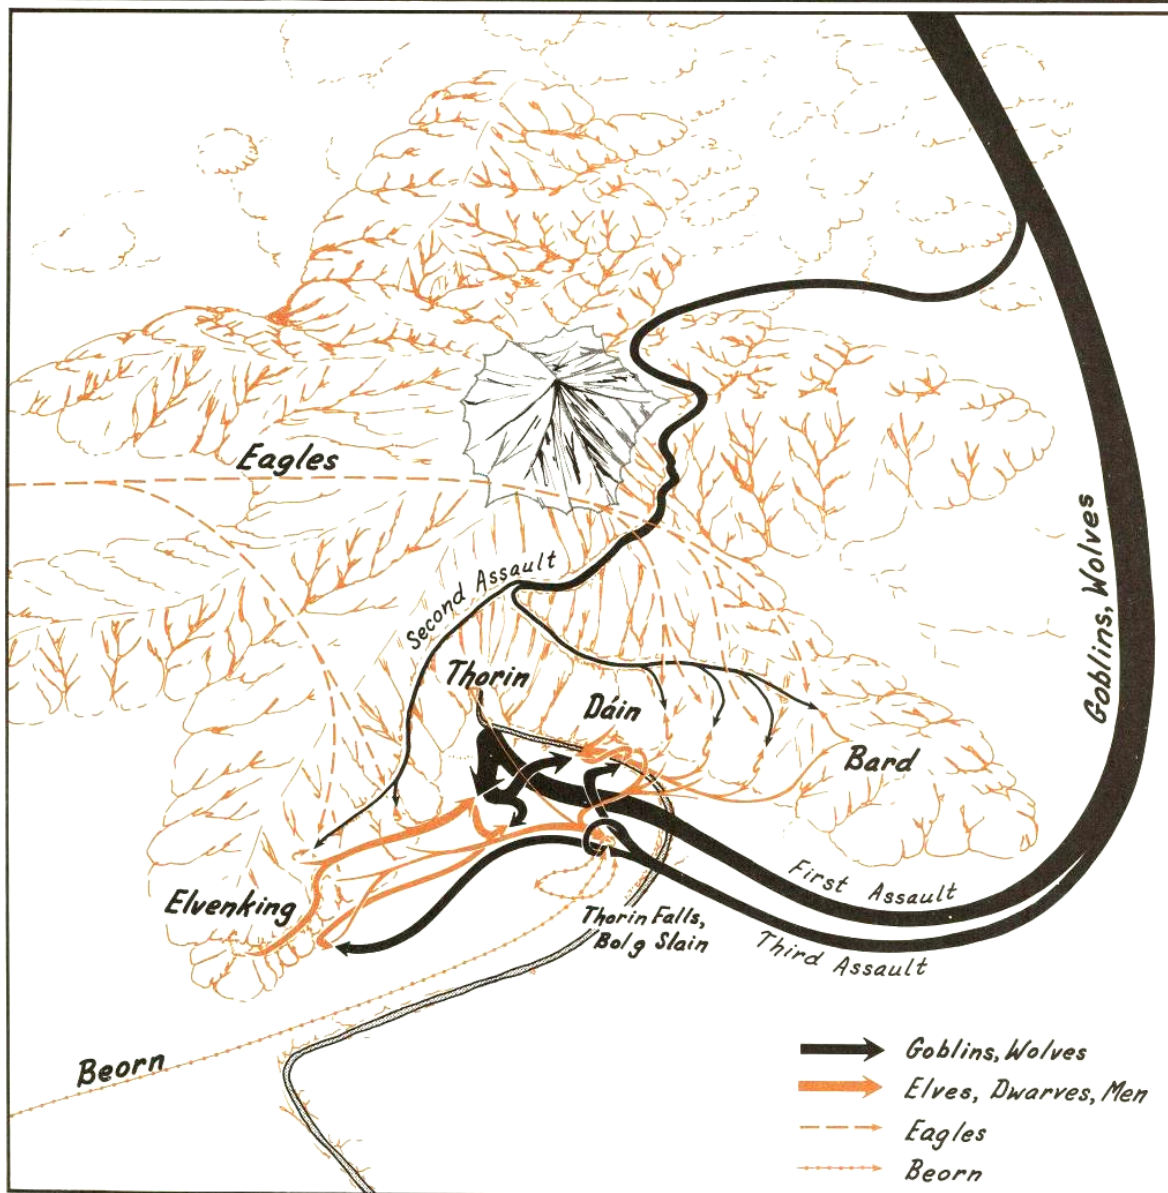 Eagles
Goblins, Wolves
Second Assault
Thorin
Dáin
Bard
Elvenking
First Assault
Thorin Falls,
Bolg Slain
Third Assault
Beorn
Goblins, Wolves
Elves, Dwarves, Men
Eagles
Beorn